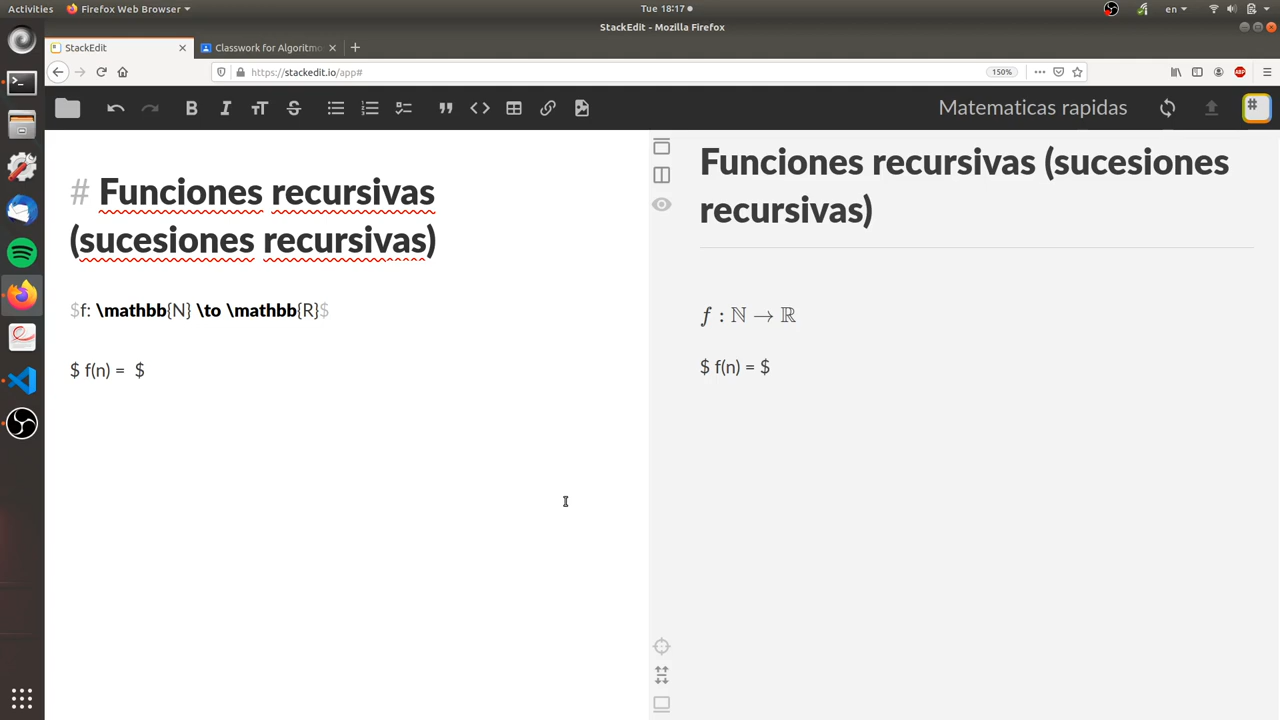 Activities Firefox Web Browser Tue 18:17 en
StackEdit - Mozilla Firefox
StackEdit Classwork for Algoritmo
https://stackedit.io/app# 150%
Matematicas rapidas
# Funciones recursivas
(sucesiones recursivas)
$f: \mathbb{N} \to \mathbb{R}$
$ f(n) = $
Funciones recursivas (sucesiones
recursivas)
f : ℕ → ℝ
$ f(n) = $